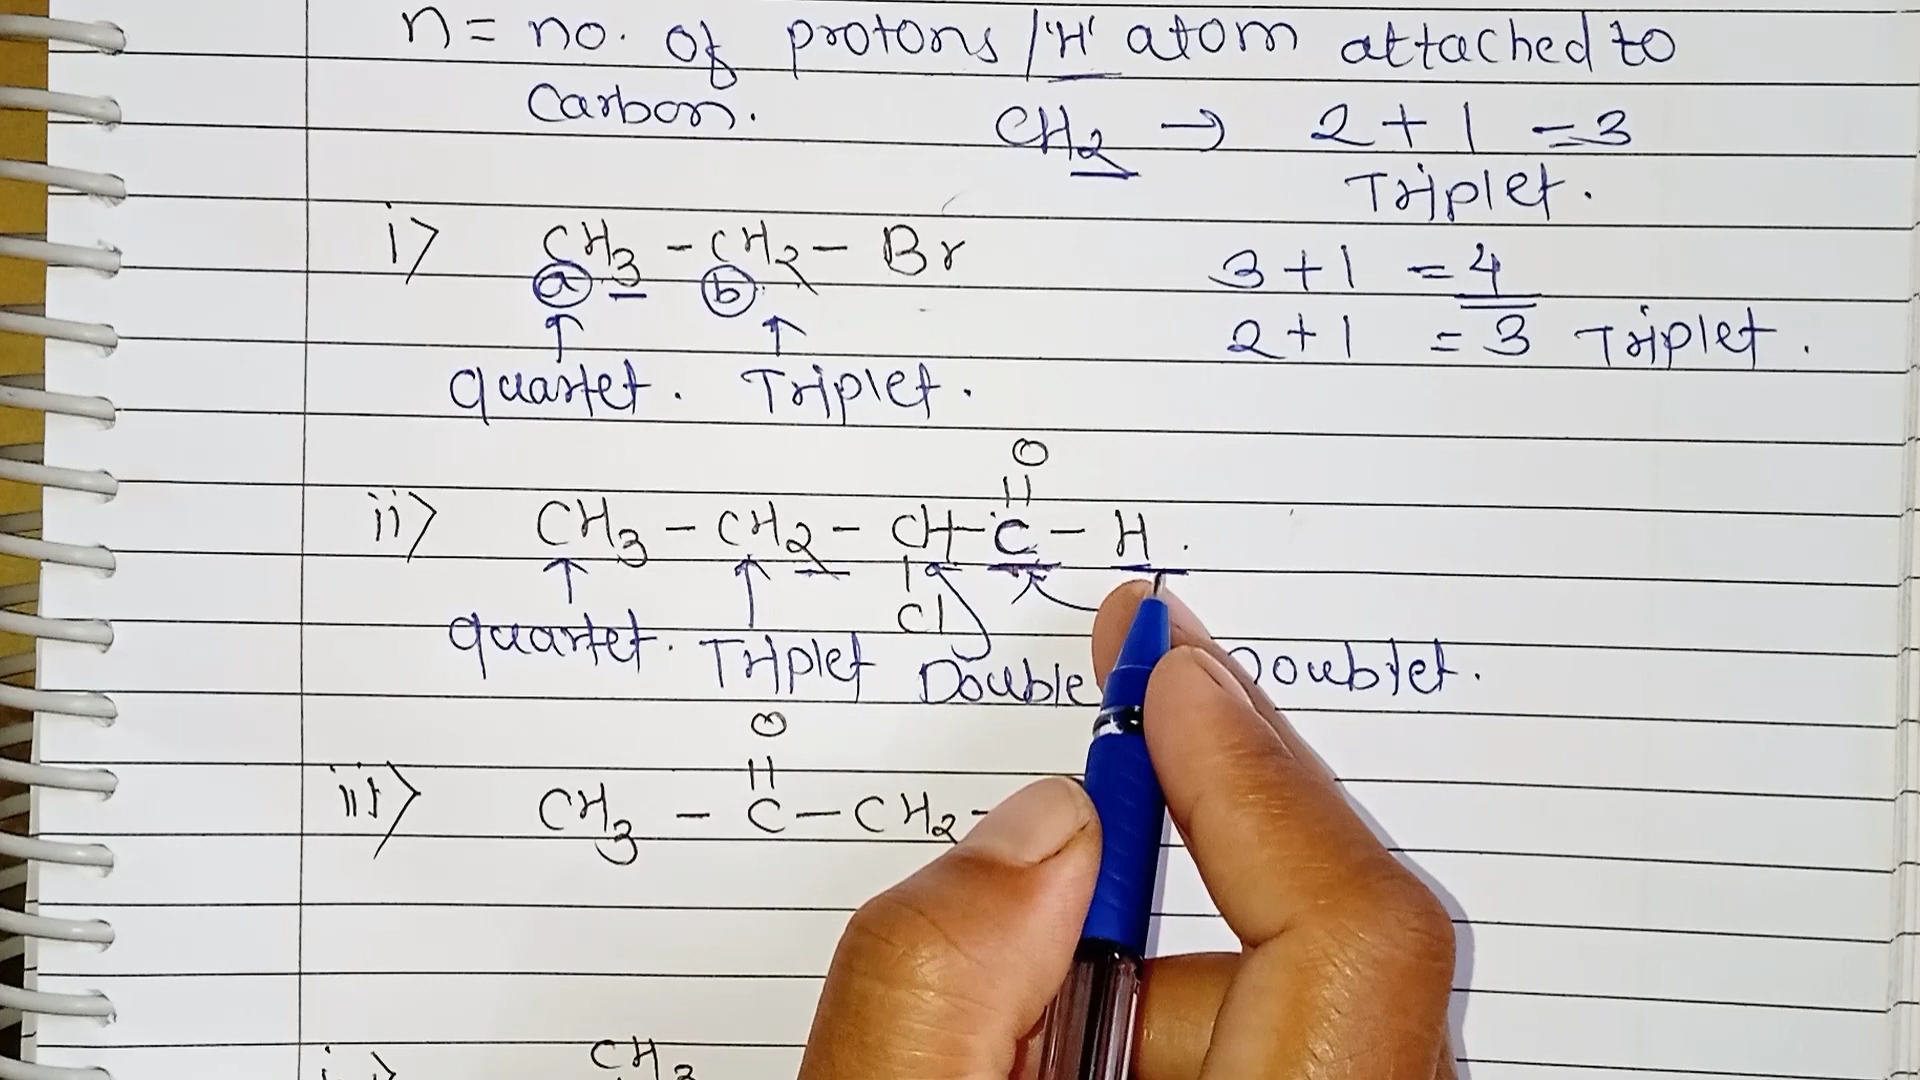 n = no. of protons / 'H' atom attached to
carbon.
CH2 → 2 + 1 = 3
Triplet.
i) CH3 - CH2 - Br
3 + 1 = 4
a b
2 + 1 = 3 Triplet.
quartet. Triplet.
O
ii) CH3 - CH2 - CH - C - H.
Cl
quartet. Triplet Double Doublet.
O
iii) CH3 - C - CH2 -
CH3